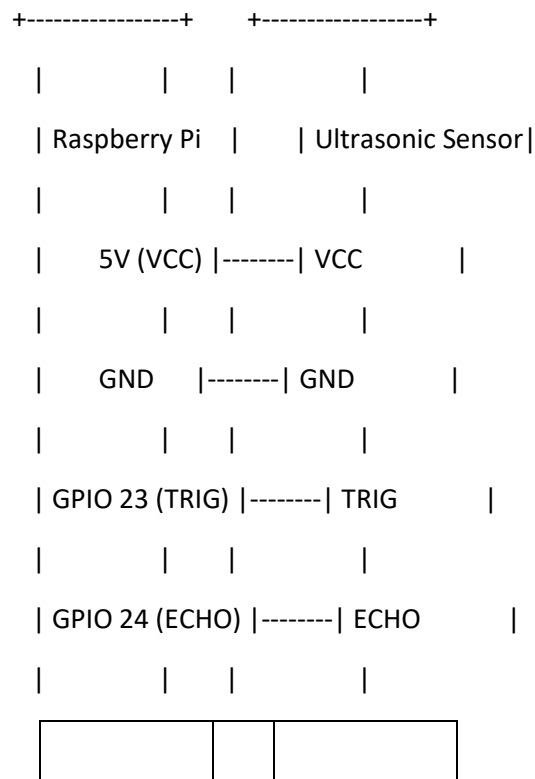 +-----------------+ +------------------+
| | | |
| Raspberry Pi | | Ultrasonic Sensor|
| | | |
| 5V (VCC) |--------| VCC |
| | | |
| GND |--------| GND |
| | | |
| GPIO 23 (TRIG) |--------| TRIG |
| | | |
| GPIO 24 (ECHO) |--------| ECHO |
| | | |